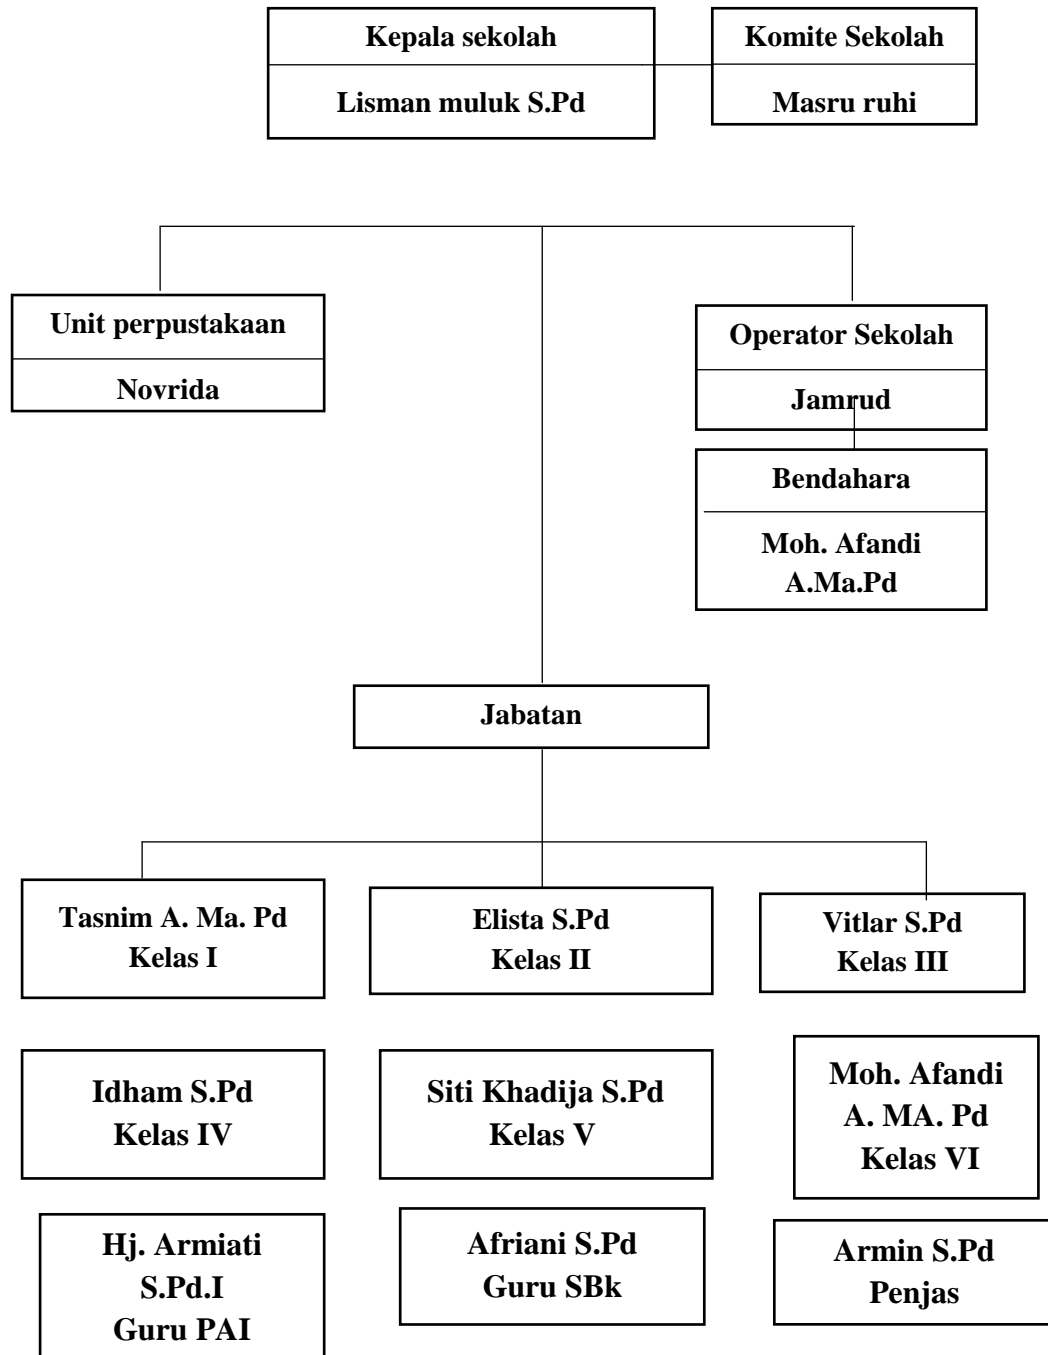 Kepala sekolah
Lisman muluk S.Pd
Komite Sekolah
Masru ruhi
Unit perpustakaan
Novrida
Operator Sekolah
Jamrud
Bendahara
Moh. Afandi
A.Ma.Pd
Jabatan
Tasnim A. Ma. Pd
Kelas I
Elista S.Pd
Kelas II
Vitlar S.Pd
Kelas III
Idham S.Pd
Kelas IV
Siti Khadija S.Pd
Kelas V
Moh. Afandi
A. MA. Pd
Kelas VI
Hj. Armiati
S.Pd.I
Guru PAI
Afriani S.Pd
Guru SBk
Armin S.Pd
Penjas